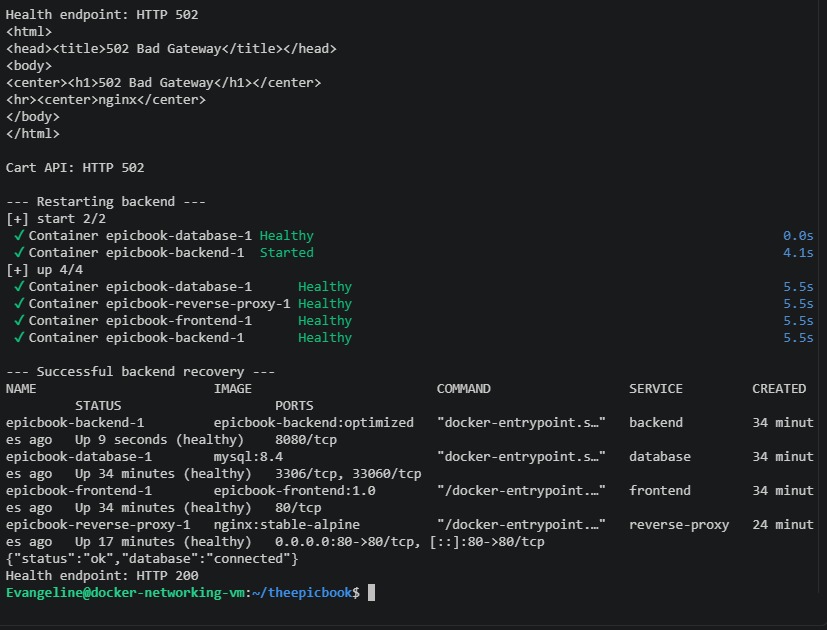 Health endpoint: HTTP 502
<html>
<head><title>502 Bad Gateway</title></head>
<body>
<center><h1>502 Bad Gateway</h1></center>
<hr><center>nginx</center>
</body>
</html>
Cart API: HTTP 502
--- Restarting backend ---
[+] start 2/2
✓ Container epicbook-database-1 Healthy 0.0s
✓ Container epicbook-backend-1 Started 4.1s
[+] up 4/4
✓ Container epicbook-database-1 Healthy 5.5s
✓ Container epicbook-reverse-proxy-1 Healthy 5.5s
✓ Container epicbook-frontend-1 Healthy 5.5s
✓ Container epicbook-backend-1 Healthy 5.5s
--- Successful backend recovery ---
NAME IMAGE COMMAND SERVICE CREATED
STATUS PORTS
epicbook-backend-1 epicbook-backend:optimized "docker-entrypoint.s…" backend 34 minut
es ago Up 9 seconds (healthy) 8080/tcp
epicbook-database-1 mysql:8.4 "docker-entrypoint.s…" database 34 minut
es ago Up 34 minutes (healthy) 3306/tcp, 33060/tcp
epicbook-frontend-1 epicbook-frontend:1.0 "/docker-entrypoint.…" frontend 34 minut
es ago Up 34 minutes (healthy) 80/tcp
epicbook-reverse-proxy-1 nginx:stable-alpine "/docker-entrypoint.…" reverse-proxy 24 minut
es ago Up 17 minutes (healthy) 0.0.0.0:80->80/tcp, [::]:80->80/tcp
{"status":"ok","database":"connected"}
Health endpoint: HTTP 200
Evangeline@docker-networking-vm:~/theepicbook$